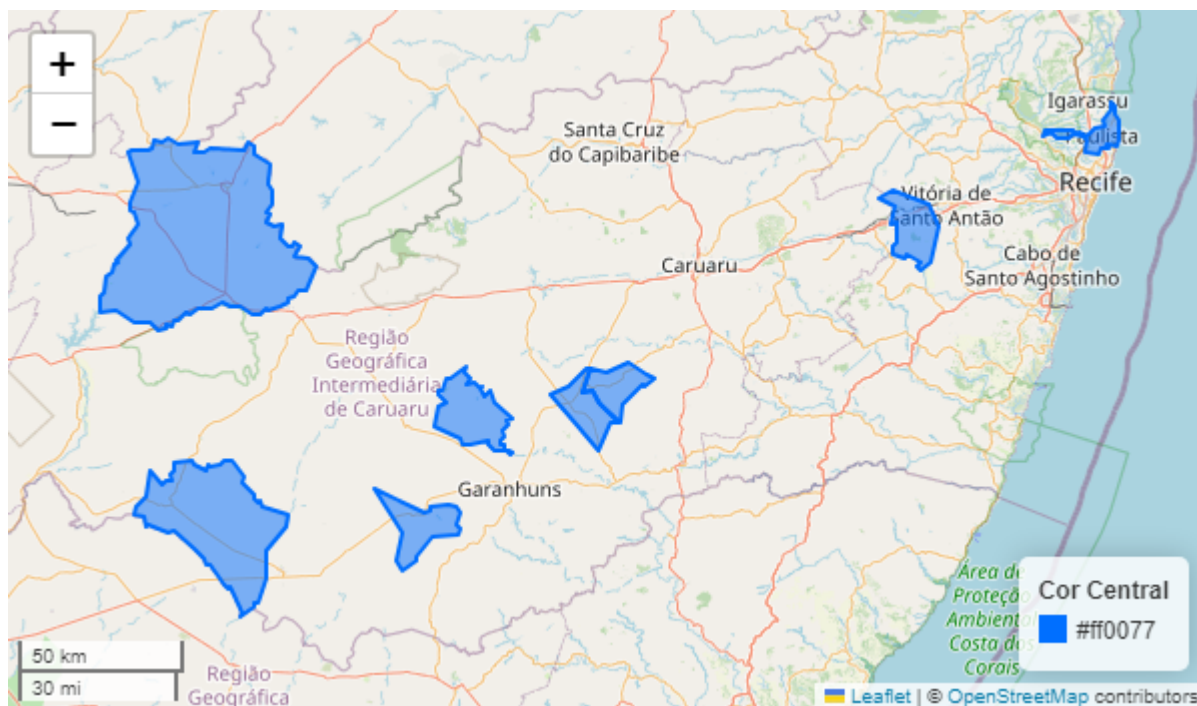 +
−
Igarassu
Santa Cruz
do Capibaribe
Paulista
Recife
Vitória de
Santo Antão
Cabo de
Santo Agostinho
Caruaru
Região
Geográfica
Intermediária
de Caruaru
Garanhuns
Área de
Proteção
Ambiental
Costa dos
Corais
Cor Central
#ff0077
50 km
30 mi
Região
Geográfica
Leaflet | © OpenStreetMap contributors